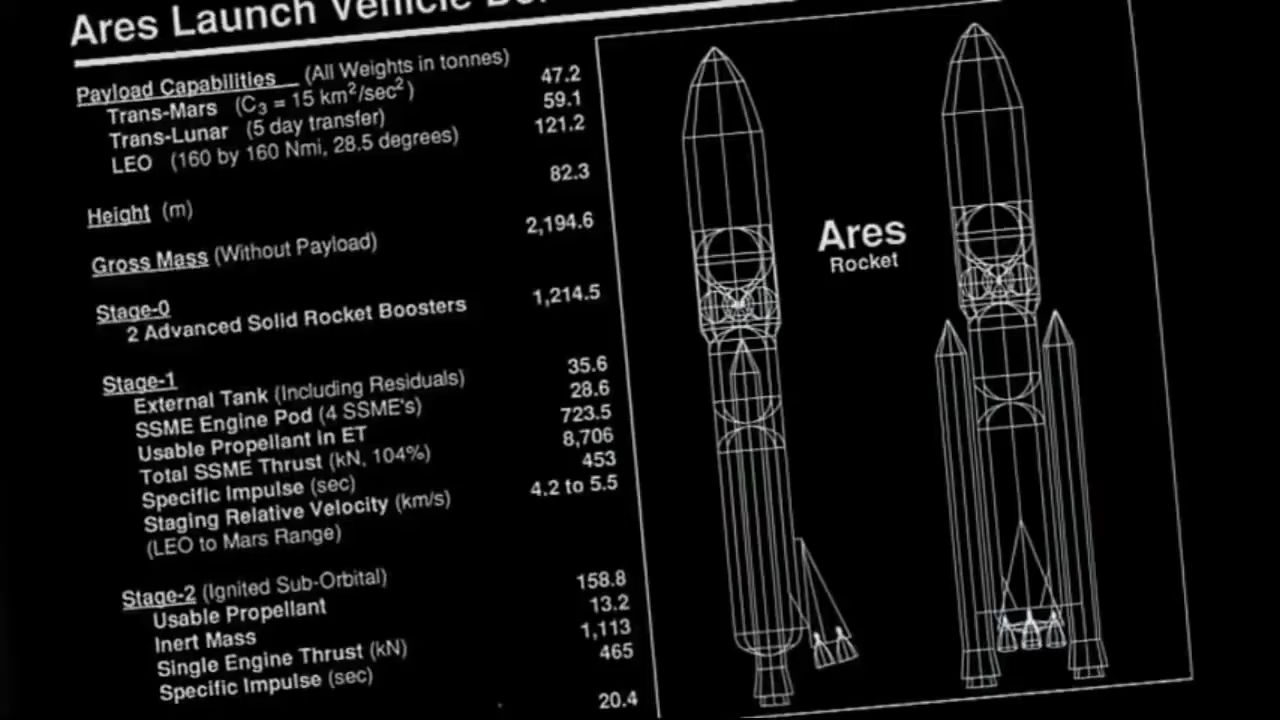 Ares Launch Vehicle
Payload Capabilities (All Weights in tonnes)
Trans-Mars (C3 = 15 km²/sec²) 47.2
Trans-Lunar (5 day transfer) 59.1
LEO (160 by 160 Nmi, 28.5 degrees) 121.2
Height (m) 82.3
Gross Mass (Without Payload) 2,194.6
Stage-0
2 Advanced Solid Rocket Boosters 1,214.5
Stage-1
External Tank (Including Residuals) 35.6
SSME Engine Pod (4 SSME's) 28.6
Usable Propellant in ET 723.5
Total SSME Thrust (kN, 104%) 8,706
Specific Impulse (sec) 453
Staging Relative Velocity (km/s) 4.2 to 5.5
(LEO to Mars Range)
Stage-2 (Ignited Sub-Orbital)
Usable Propellant 158.8
Inert Mass 13.2
Single Engine Thrust (kN) 1,113
Specific Impulse (sec) 465
20.4
Ares
Rocket